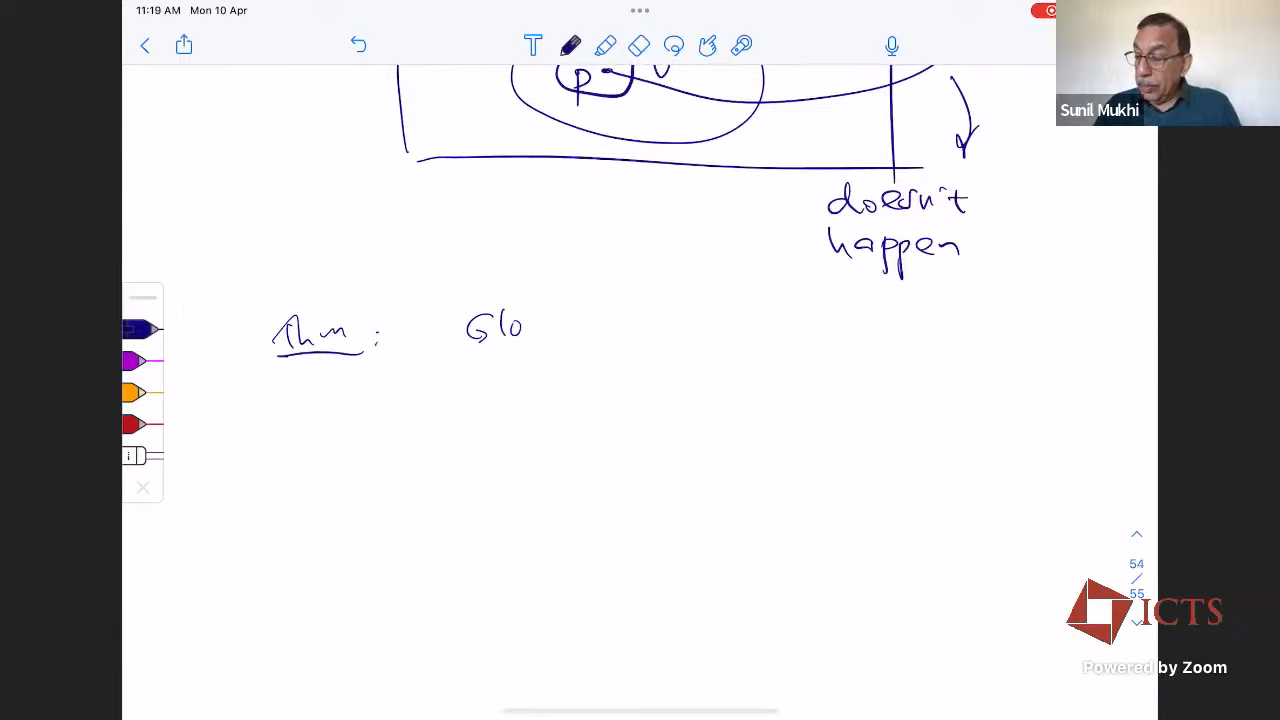 11:19 AM Mon 10 Apr
Sunil Mukhi
p
doesn't
happen
Thm : Glo
54
55
ICTS
Powered by Zoom